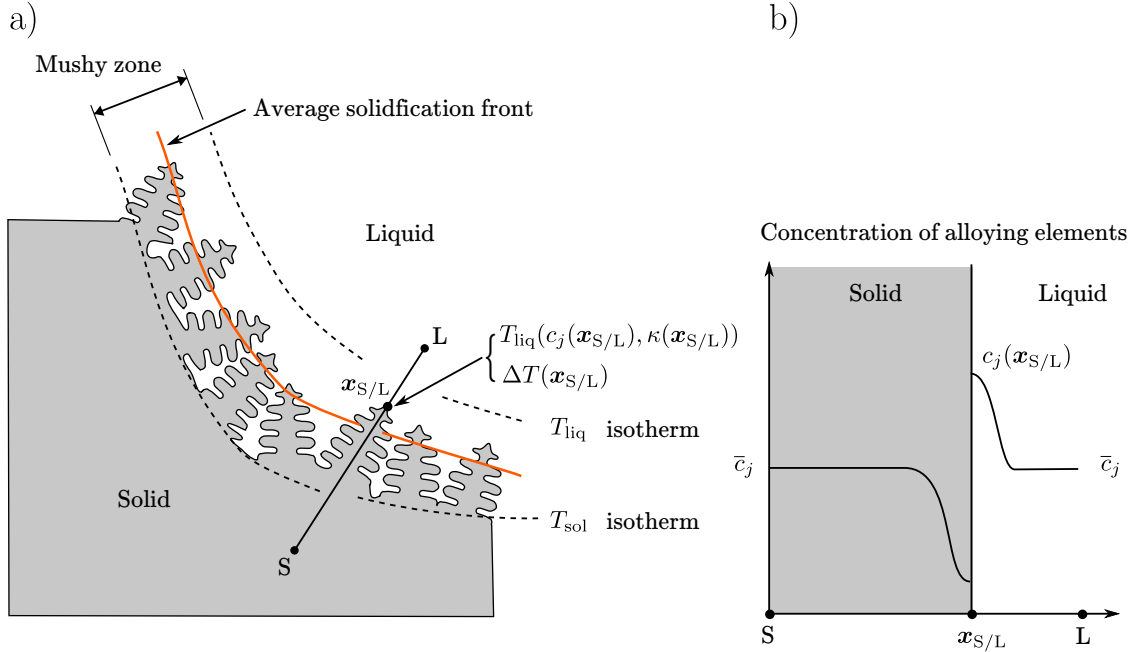 a)
Mushy zone
Average solidfication front
Liquid
L
T_liq(c_j(x_S/L), κ(x_S/L))
ΔT(x_S/L)
x_S/L
T_liq isotherm
Solid
T_sol isotherm
S
b)
Concentration of alloying elements
Solid
Liquid
c_j(x_S/L)
c̅_j
c̅_j
S
x_S/L
L